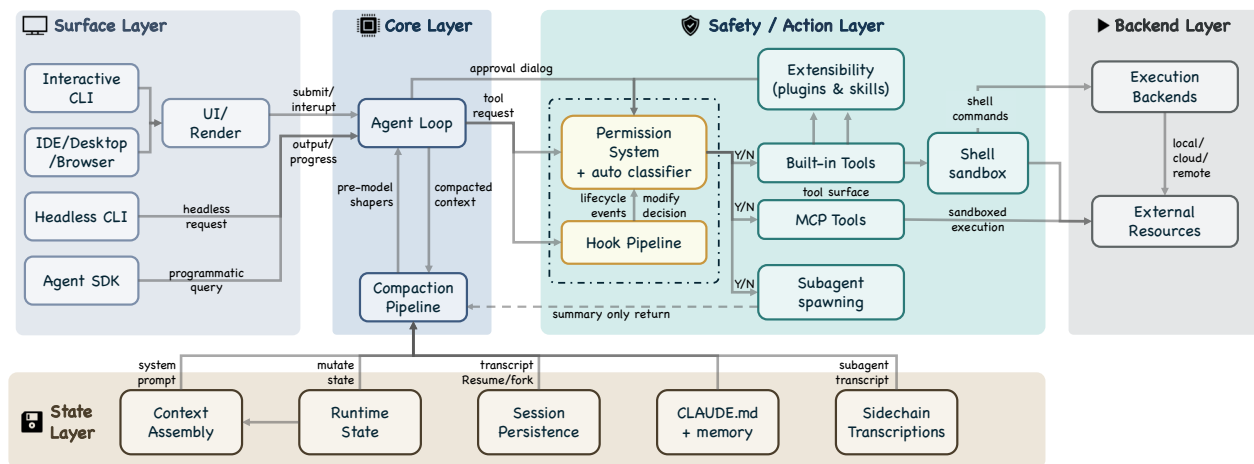 Surface Layer
Core Layer
Safety / Action Layer
Backend Layer
Interactive
CLI
IDE/Desktop
/Browser
Headless CLI
Agent SDK
UI/
Render
submit/
interupt
output/
progress
headless
request
programmatic
query
Agent Loop
pre-model
shapers
compacted
context
Compaction
Pipeline
approval dialog
tool
request
Permission
System
+ auto classifier
lifecycle
events
modify
decision
Hook Pipeline
Extensibility
(plugins & skills)
Y/N
Built-in Tools
tool surface
Y/N
MCP Tools
Y/N
Subagent
spawning
summary only return
Shell
sandbox
shell
commands
sandboxed
execution
Execution
Backends
local/
cloud/
remote
External
Resources
State
Layer
system
prompt
mutate
state
transcript
Resume/fork
subagent
transcript
Context
Assembly
Runtime
State
Session
Persistence
CLAUDE.md
+ memory
Sidechain
Transcriptions